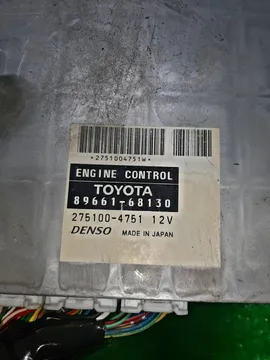 *2751004751W*
ENGINE CONTROL
TOYOTA
89661-68130
275100-4751 12V
DENSO MADE IN JAPAN